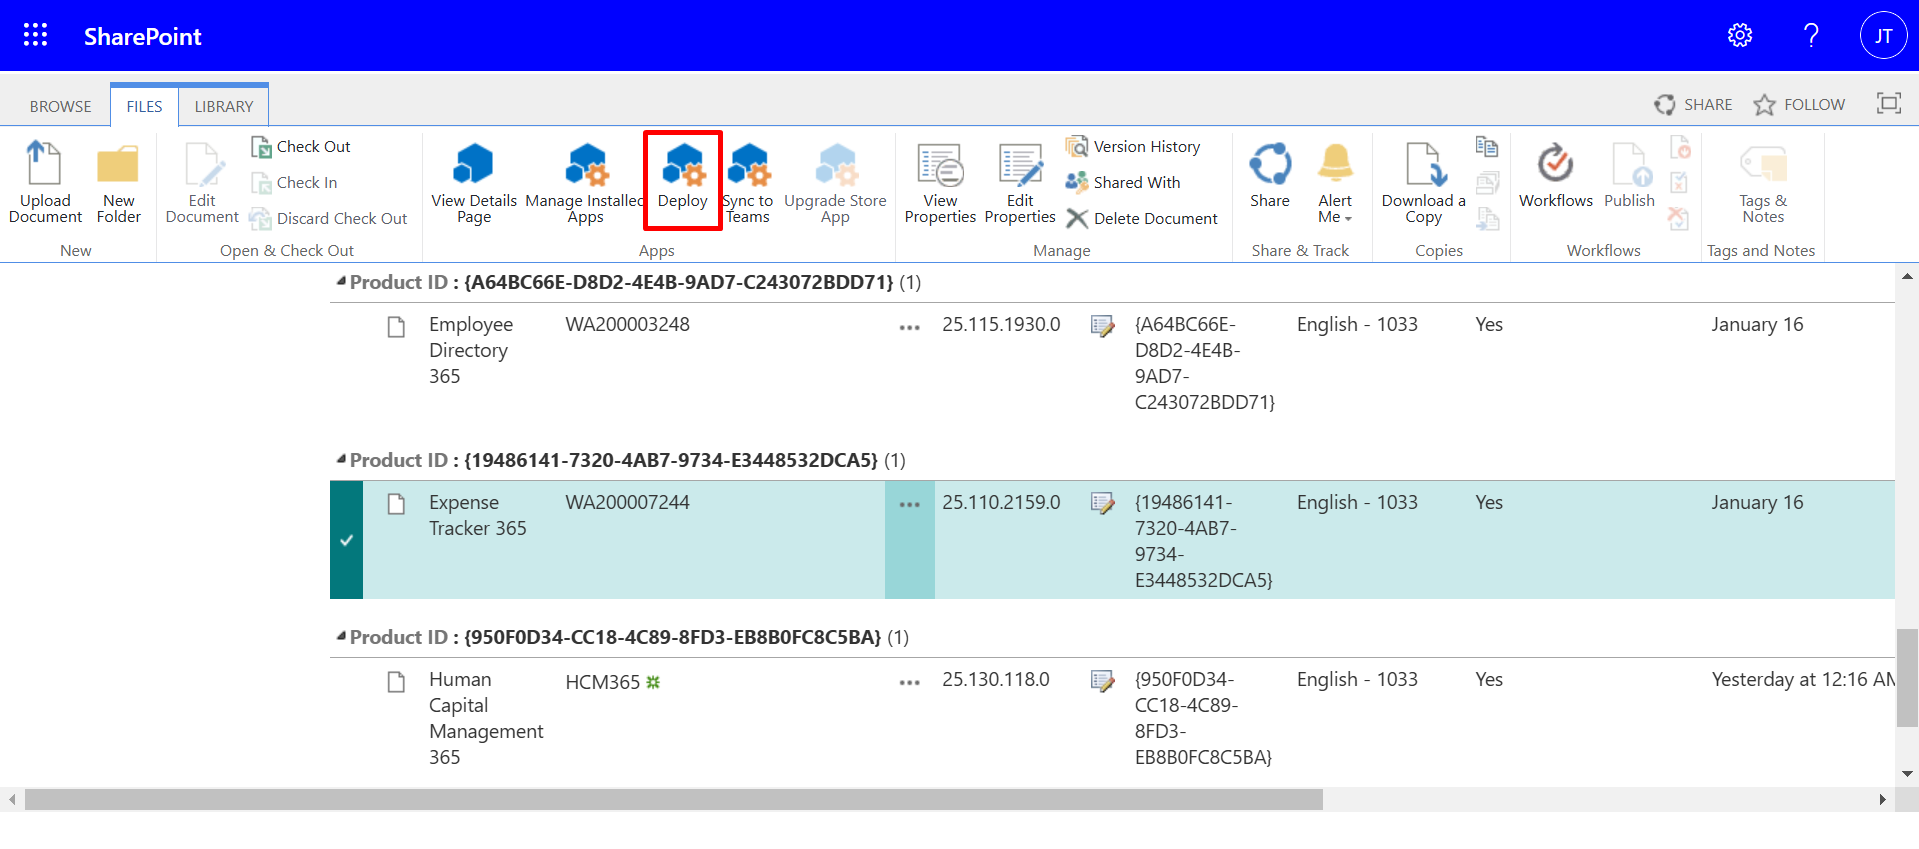 SharePoint
JT
BROWSE
FILES
LIBRARY
SHARE
FOLLOW
Upload
Document
New
Folder
New
Edit
Document
Check Out
Check In
Discard Check Out
Open & Check Out
View Details
Page
Manage Installed
Apps
Deploy
Sync to
Teams
Upgrade Store
App
Apps
View
Properties
Edit
Properties
Version History
Shared With
Delete Document
Manage
Share
Alert
Me
Share & Track
Download a
Copy
Copies
Workflows
Publish
Workflows
Tags &
Notes
Tags and Notes
Product ID : {A64BC66E-D8D2-4E4B-9AD7-C243072BDD71} (1)
Employee
Directory
365
WA200003248
...
25.115.1930.0
{A64BC66E-
D8D2-4E4B-
9AD7-
C243072BDD71}
English - 1033
Yes
January 16
Product ID : {19486141-7320-4AB7-9734-E3448532DCA5} (1)
Expense
Tracker 365
WA200007244
...
25.110.2159.0
{19486141-
7320-4AB7-
9734-
E3448532DCA5}
English - 1033
Yes
January 16
Product ID : {950F0D34-CC18-4C89-8FD3-EB8B0FC8C5BA} (1)
Human
Capital
Management
365
HCM365
...
25.130.118.0
{950F0D34-
CC18-4C89-
8FD3-
EB8B0FC8C5BA}
English - 1033
Yes
Yesterday at 12:16 AM